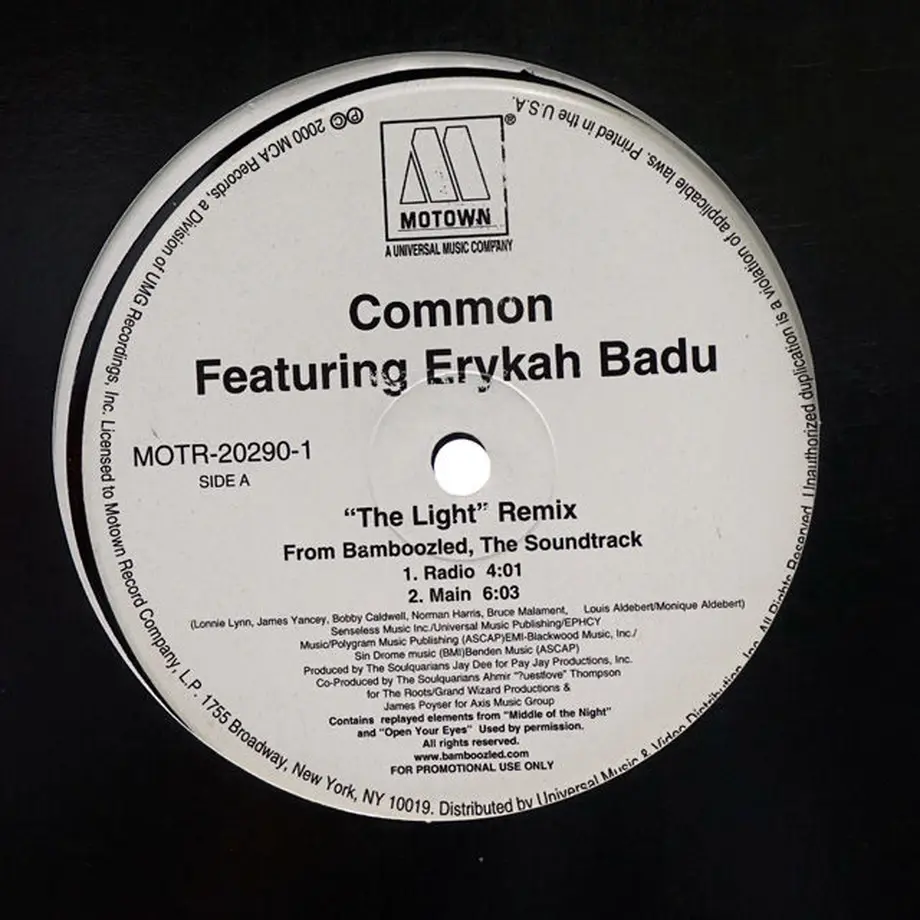 MOTOWN®
A UNIVERSAL MUSIC COMPANY
Common
Featuring Erykah Badu
MOTR-20290-1
SIDE A
“The Light” Remix
From Bamboozled, The Soundtrack
1. Radio 4:01
2. Main 6:03
(Lonnie Lynn, James Yancey, Bobby Caldwell, Norman Harris, Bruce Malament, Louis Aldebert/Monique Aldebert)
Senseless Music Inc./Universal Music Publishing/EPHCY
Music/Polygram Music Publishing (ASCAP)EMI-Blackwood Music, Inc./
Sin Drome music (BMI)Benden Music (ASCAP)
Produced by The Soulquarians Jay Dee for Pay Jay Productions, Inc.
Co-Produced by The Soulquarians Ahmir "?uestlove" Thompson
for The Roots/Grand Wizard Productions &
James Poyser for Axis Music Group
Contains replayed elements from “Middle of the Night”
and “Open Your Eyes” Used by permission.
All rights reserved.
www.bamboozled.com
FOR PROMOTIONAL USE ONLY
℗© 2000 MCA Records, a Division of UMG Recordings, Inc. Licensed to Motown Record Company, L.P. 1755 Broadway, New York, NY 10019. Distributed by Universal Music & Video Distribution, Inc. All Rights Reserved. Unauthorized duplication is a violation of applicable laws. Printed in the U.S.A.